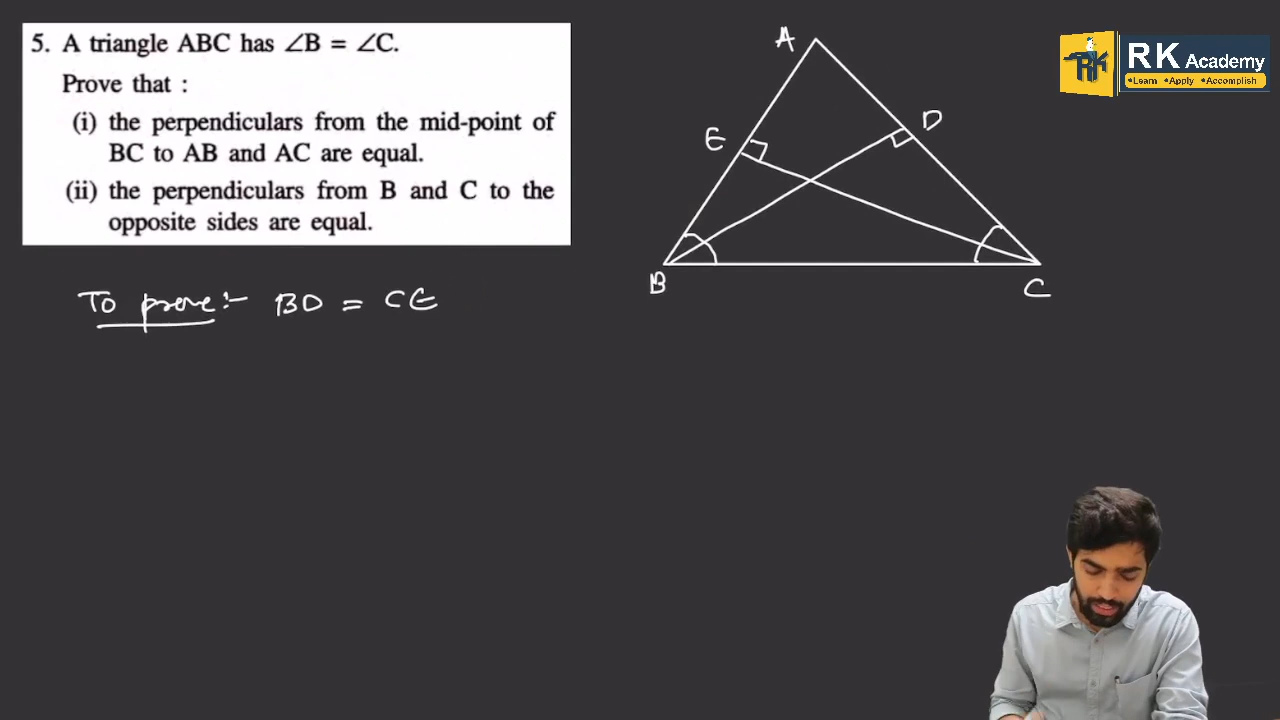 5. A triangle ABC has ∠B = ∠C.
Prove that :
(i) the perpendiculars from the mid-point of
BC to AB and AC are equal.
(ii) the perpendiculars from B and C to the
opposite sides are equal.
To prove :- BD = CE
A
E
D
B
C
RK
RK Academy
•Learn •Apply •Accomplish